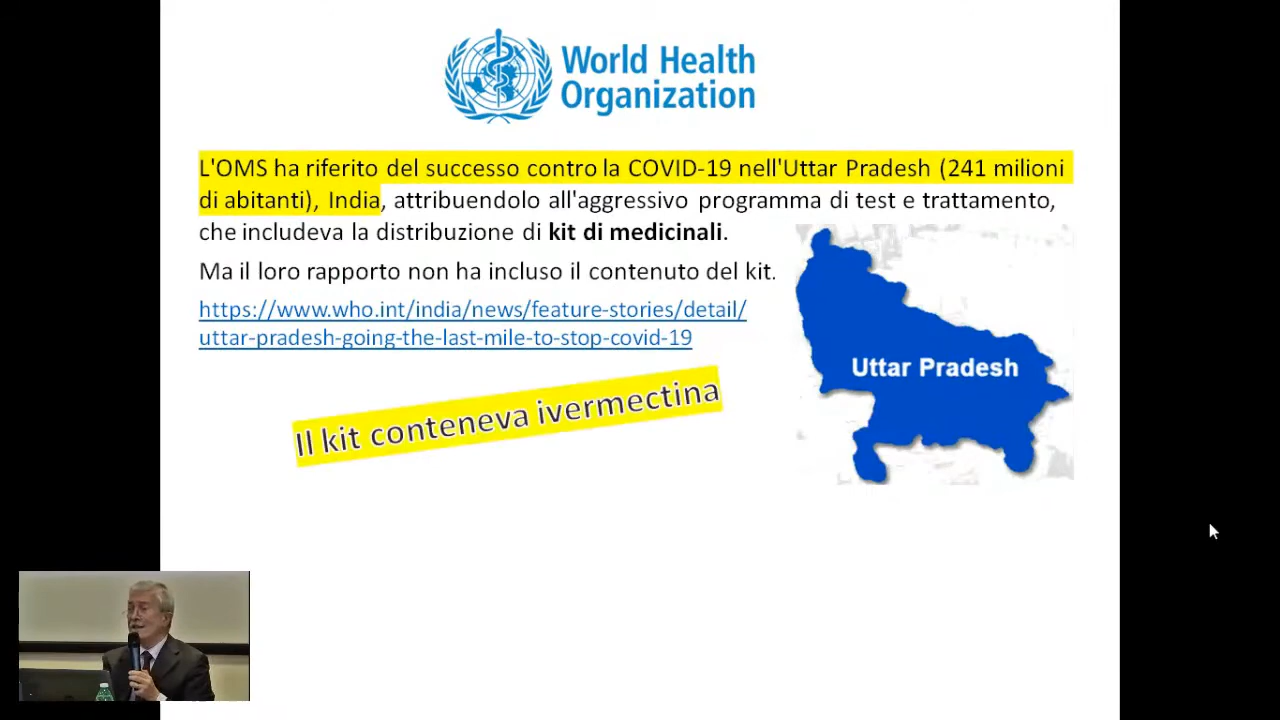 World Health
Organization
L'OMS ha riferito del successo contro la COVID-19 nell'Uttar Pradesh (241 milioni
di abitanti), India, attribuendolo all'aggressivo programma di test e trattamento,
che includeva la distribuzione di kit di medicinali.
Ma il loro rapporto non ha incluso il contenuto del kit.
https://www.who.int/india/news/feature-stories/detail/
uttar-pradesh-going-the-last-mile-to-stop-covid-19
Uttar Pradesh
Il kit conteneva ivermectina